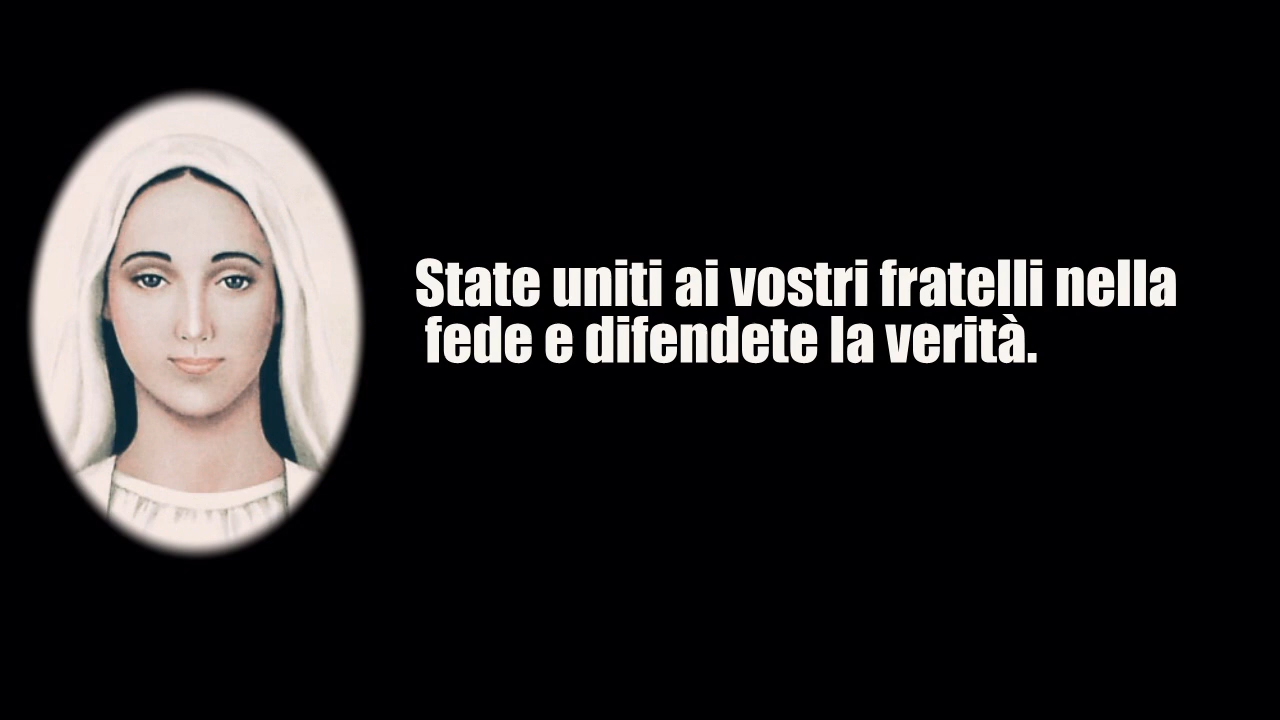 State uniti ai vostri fratelli nella
fede e difendete la verità.